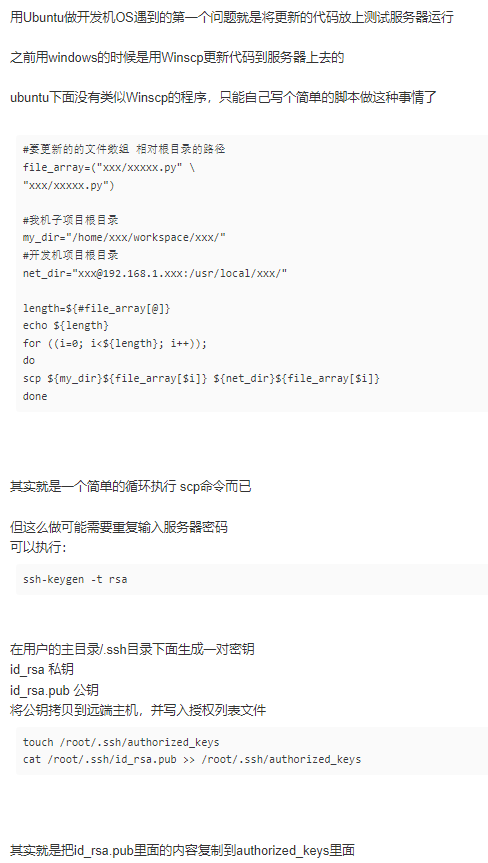 用Ubuntu做开发机OS遇到的第一个问题就是将更新的代码放上测试服务器运行
之前用windows的时候是用Winscp更新代码到服务器上去的
ubuntu下面没有类似Winscp的程序，只能自己写个简单的脚本做这种事情了
#要更新的的文件数组 相对根目录的路径
file_array=("xxx/xxxxx.py" \
"xxx/xxxxx.py")
#我机子项目根目录
my_dir="/home/xxx/workspace/xxx/"
#开发机项目根目录
net_dir="xxx@192.168.1.xxx:/usr/local/xxx/"
length=${#file_array[@]}
echo ${length}
for ((i=0; i<${length}; i++));
do
scp ${my_dir}${file_array[$i]} ${net_dir}${file_array[$i]}
done
其实就是一个简单的循环执行 scp命令而已
但这么做可能需要重复输入服务器密码
可以执行：
ssh-keygen -t rsa
在用户的主目录/.ssh目录下面生成一对密钥
id_rsa 私钥
id_rsa.pub 公钥
将公钥拷贝到远端主机，并写入授权列表文件
touch /root/.ssh/authorized_keys
cat /root/.ssh/id_rsa.pub >> /root/.ssh/authorized_keys
其实就是把id_rsa.pub里面的内容复制到authorized_keys里面